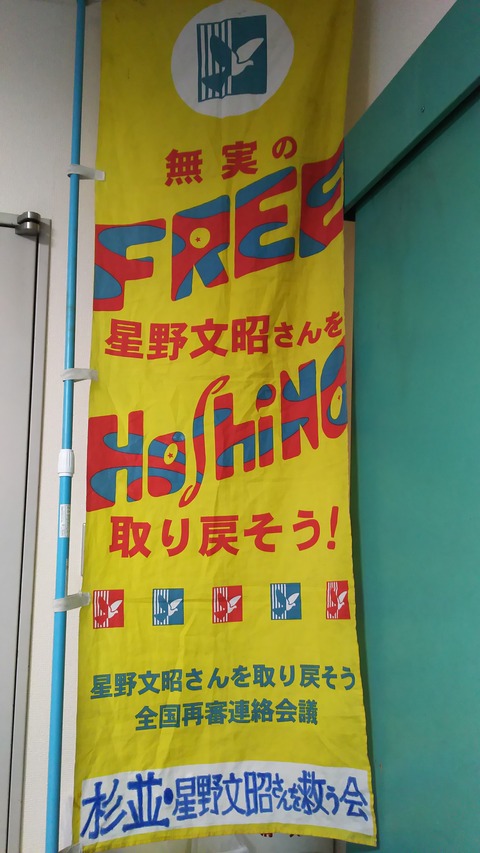 無実の
FREE
星野文昭さんを
HOSHiNO
取り戻そう!
星野文昭さんを取り戻そう
全国再審連絡会議
杉並・星野文昭さんを救う会